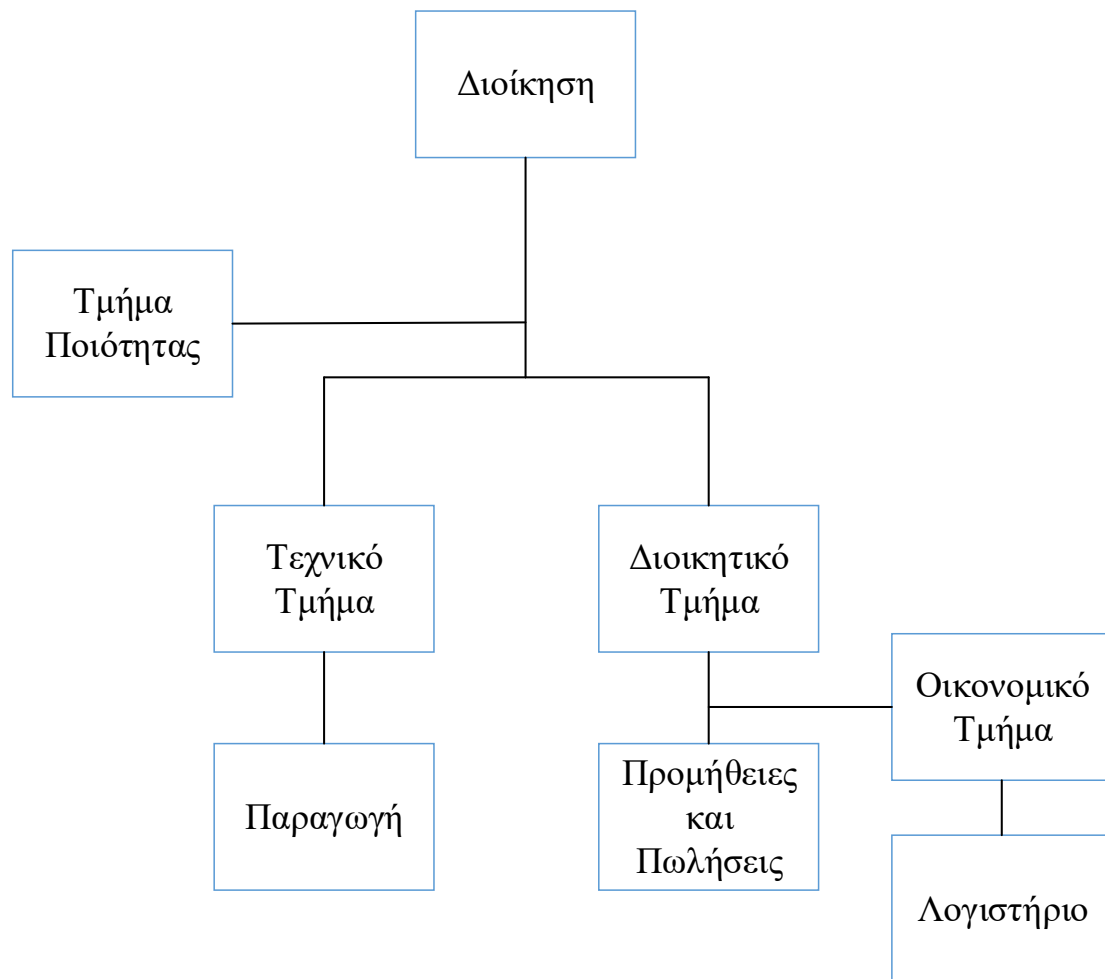 Διοίκηση
Τμήμα
Ποιότητας
Τεχνικό
Τμήμα
Διοικητικό
Τμήμα
Οικονομικό
Τμήμα
Παραγωγή
Προμήθειες
και
Πωλήσεις
Λογιστήριο